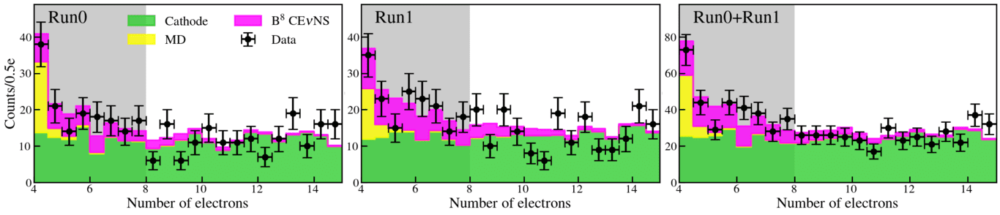 Run0
Cathode
MD
B⁸ CEνNS
Data
Counts/0.5e
40
30
20
10
0
4 6 8 10 12 14
Number of electrons
Run1
40
30
20
10
0
4 6 8 10 12 14
Number of electrons
Run0+Run1
80
60
40
20
0
4 6 8 10 12 14
Number of electrons